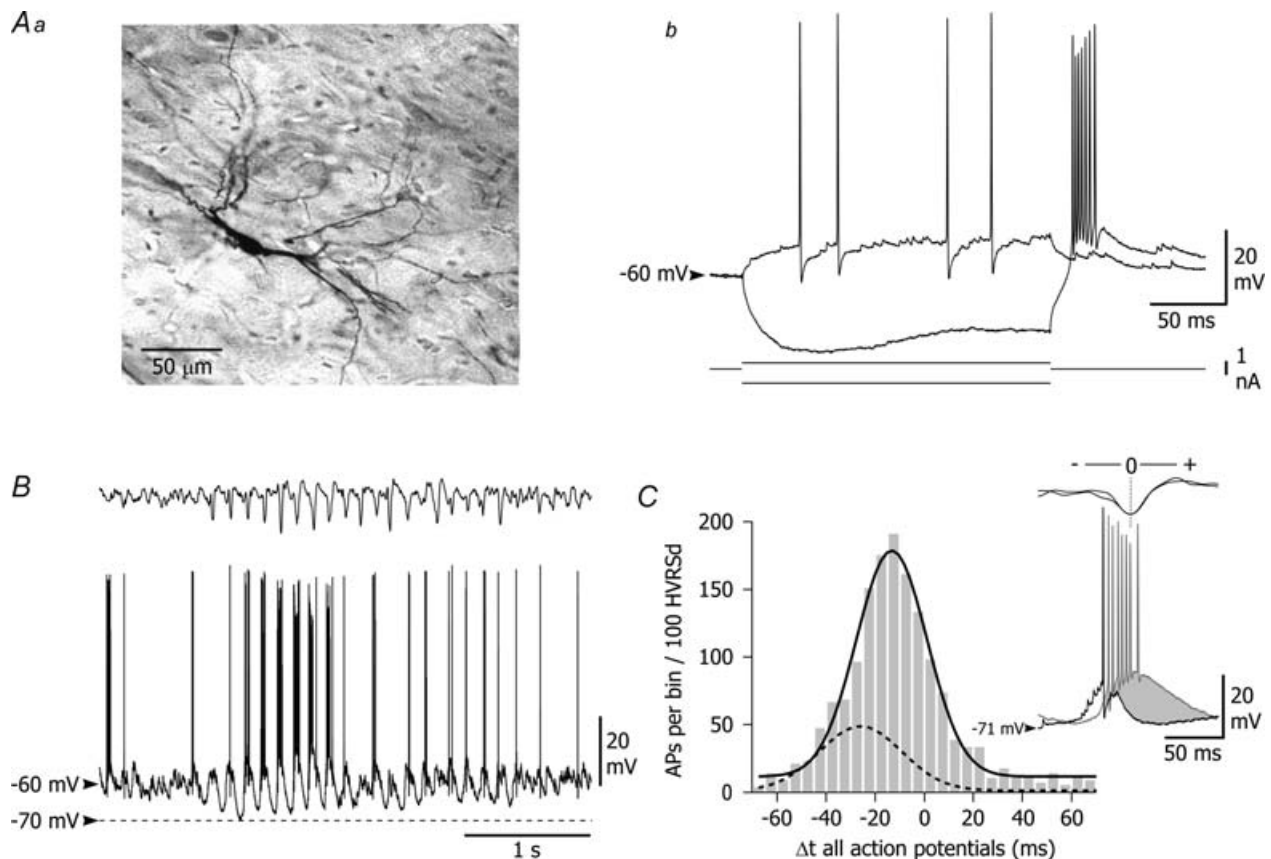 Aa
50 μm
b
-60 mV
20
mV
50 ms
1
nA
B
-60 mV
-70 mV
20
mV
1 s
C
- 0 +
200
150
100
50
0
APs per bin / 100 HVRSd
-60 -40 -20 0 20 40 60
Δt all action potentials (ms)
-71 mV
20
mV
50 ms